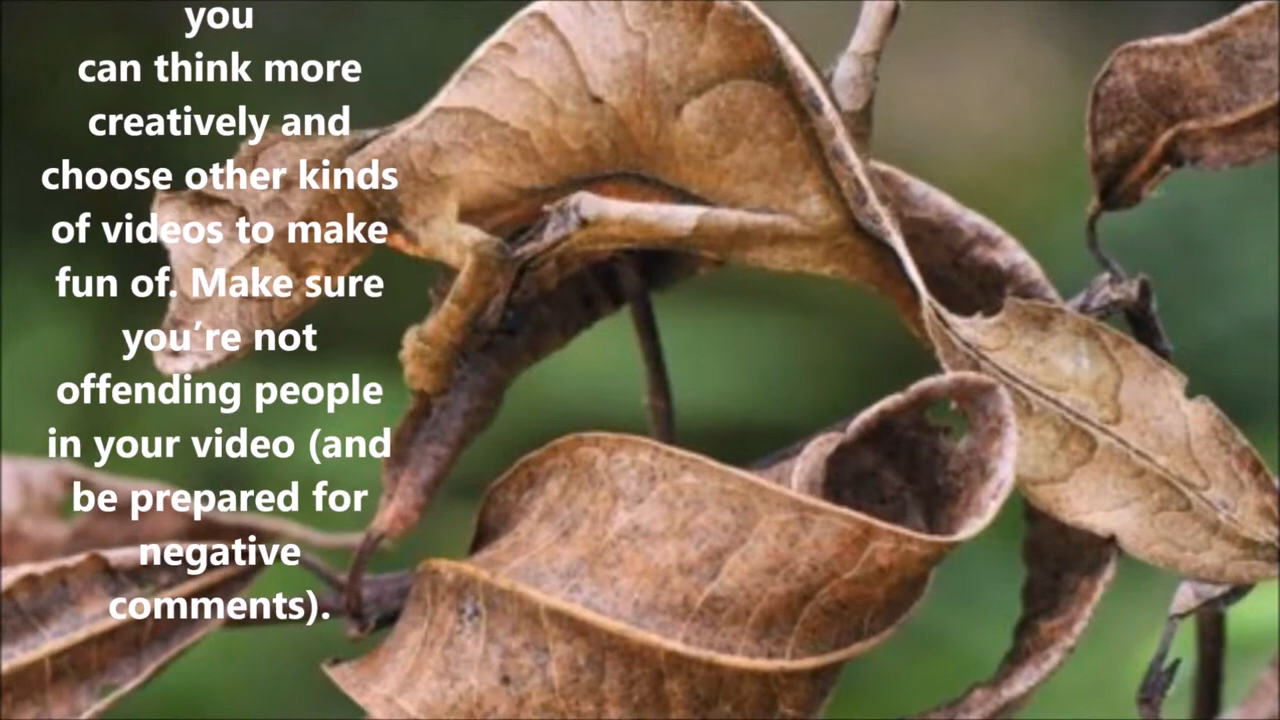 you
can think more
creatively and
choose other kinds
of videos to make
fun of. Make sure
you’re not
offending people
in your video (and
be prepared for
negative
comments).